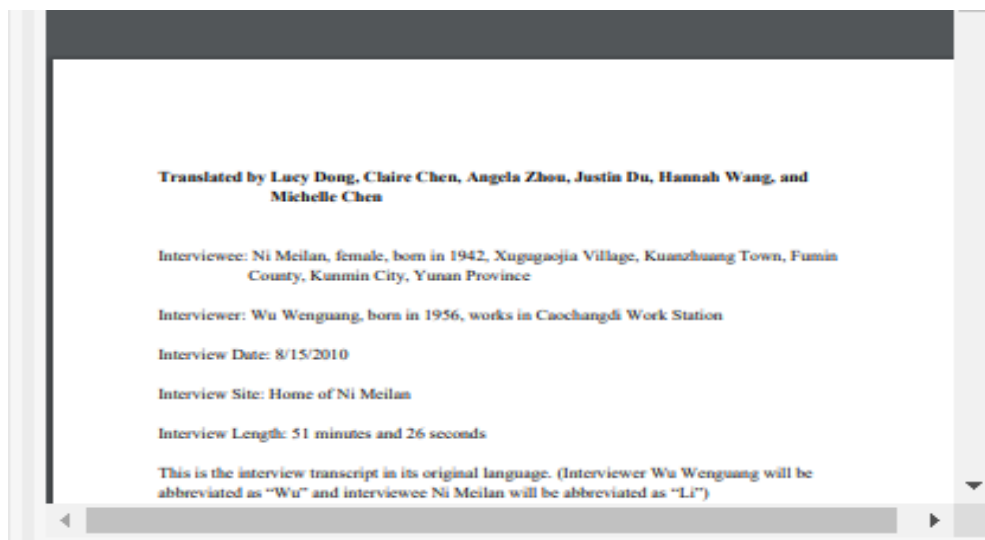 Translated by Lucy Dong, Claire Chen, Angela Zhou, Justin Du, Hannah Wang, and
Michelle Chen
Interviewee: Ni Meilan, female, born in 1942, Xugugaojia Village, Kuanzhuang Town, Fumin
County, Kunmin City, Yunan Province
Interviewer: Wu Wenguang, born in 1956, works in Caochangdi Work Station
Interview Date: 8/15/2010
Interview Site: Home of Ni Meilan
Interview Length: 51 minutes and 26 seconds
This is the interview transcript in its original language. (Interviewer Wu Wenguang will be
abbreviated as “Wu” and interviewee Ni Meilan will be abbreviated as “Li”)